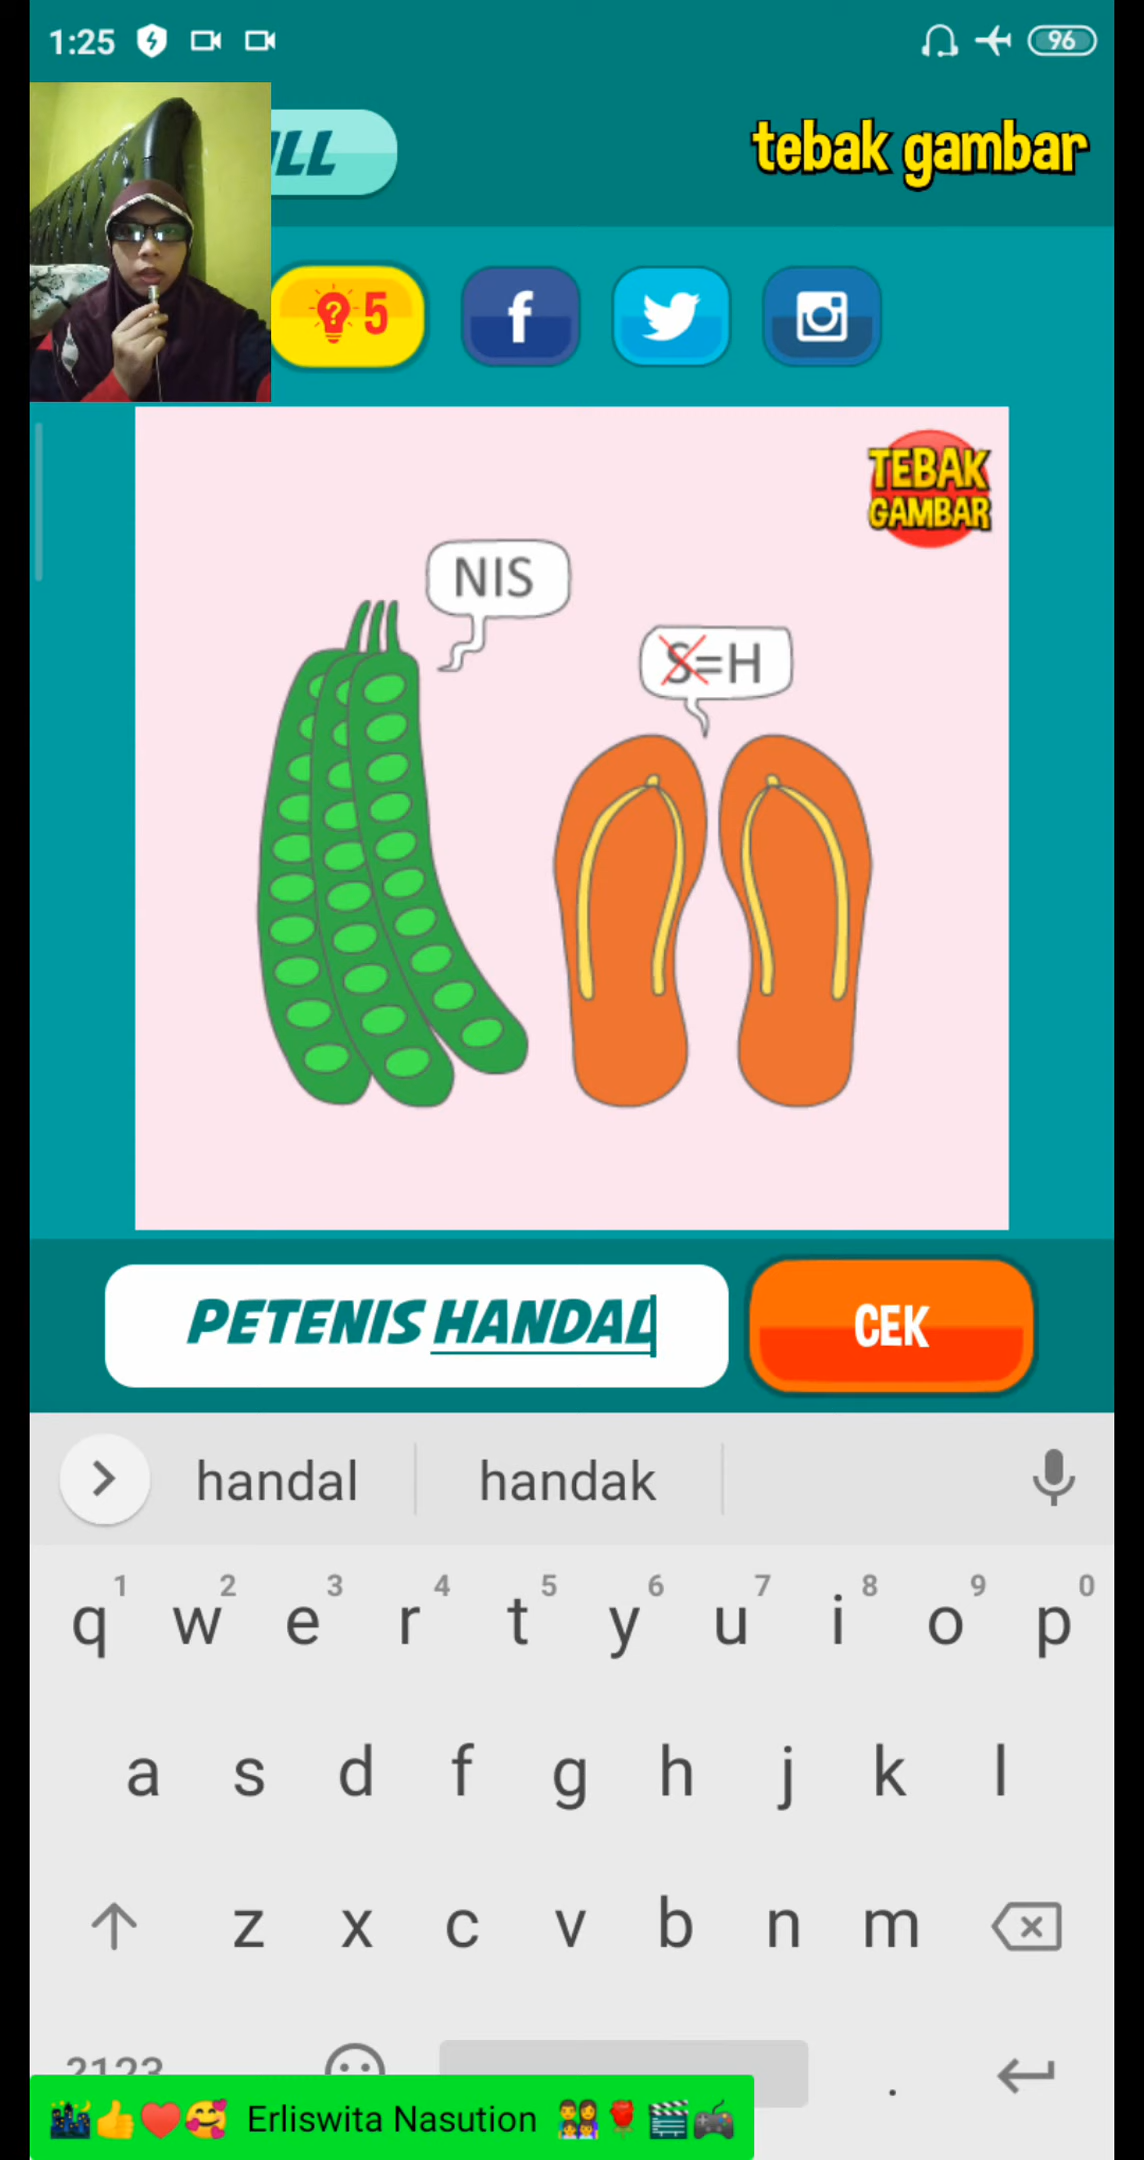 1:25 96
LL
tebak gambar
5
f
TEBAK
GAMBAR
NIS
S=H
PETENIS HANDAL
CEK
handal handak
1 2 3 4 5 6 7 8 9 0
q w e r t y u i o p
a s d f g h j k l
z x c v b n m
.
Erliswita Nasution